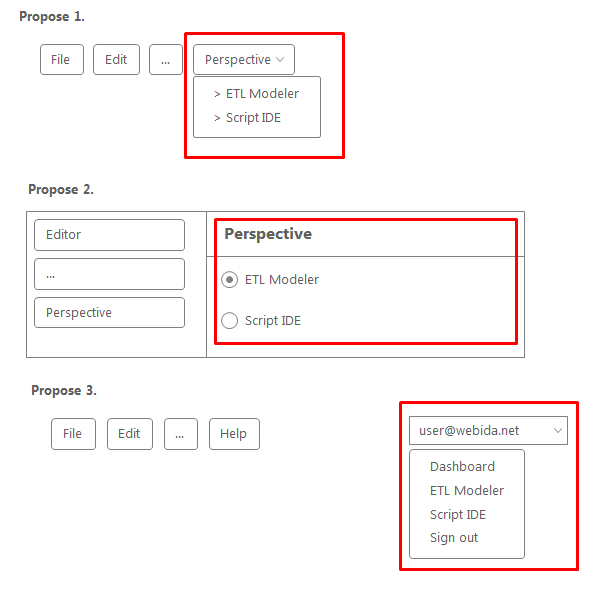 Propose 1.
File Edit ... Perspective
> ETL Modeler
> Script IDE
Propose 2.
Editor
...
Perspective
Perspective
ETL Modeler
Script IDE
Propose 3.
File Edit ... Help user@webida.net
Dashboard
ETL Modeler
Script IDE
Sign out